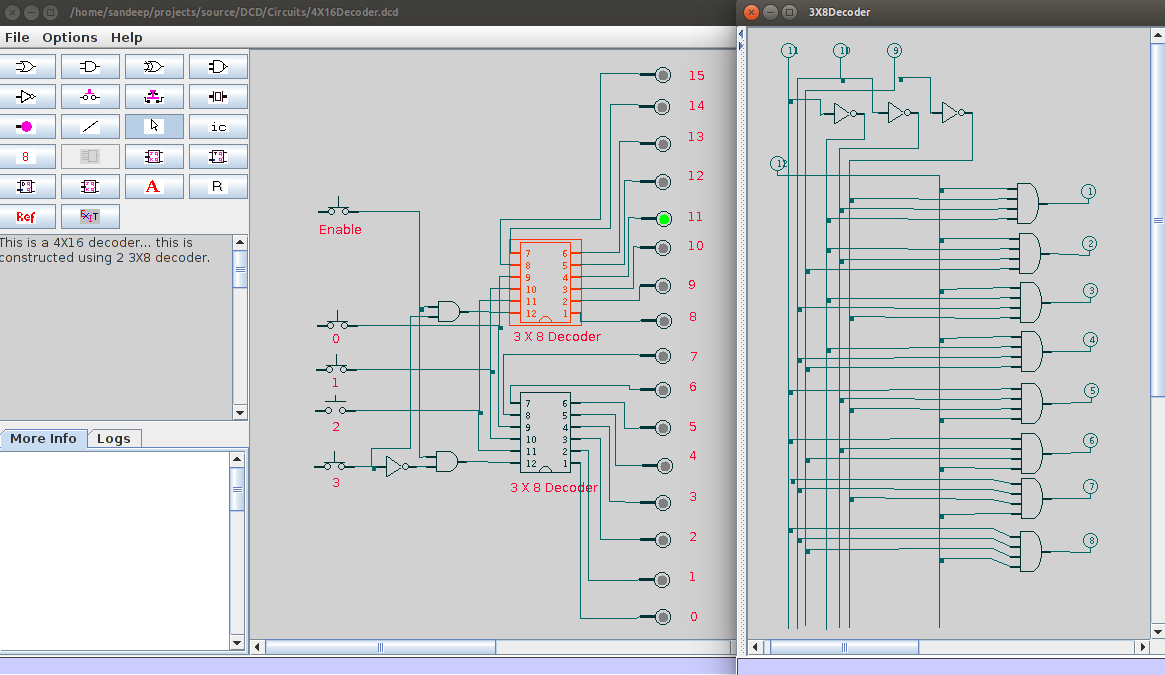 /home/sandeep/projects/source/DCD/Circuits/4X16Decoder.dcd
3X8Decoder
File Options Help
ic
8
A
R
Ref
EXIT
This is a 4X16 decoder... this is
constructed using 2 3X8 decoder.
More Info Logs
Enable
0
1
2
3
15
14
13
12
11
10
9
8
7
6
5
4
3
2
1
0
7 6
8 5
9 4
10 3
11 2
12 1
3 X 8 Decoder
7 6
8 5
9 4
10 3
11 2
12 1
3 X 8 Decoder
11 10 9
12
1
2
3
4
5
6
7
8